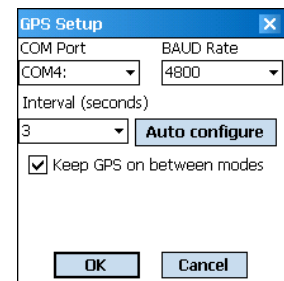 GPS Setup
COM Port BAUD Rate
COM4: 4800
Interval (seconds)
3 Auto configure
Keep GPS on between modes
OK Cancel